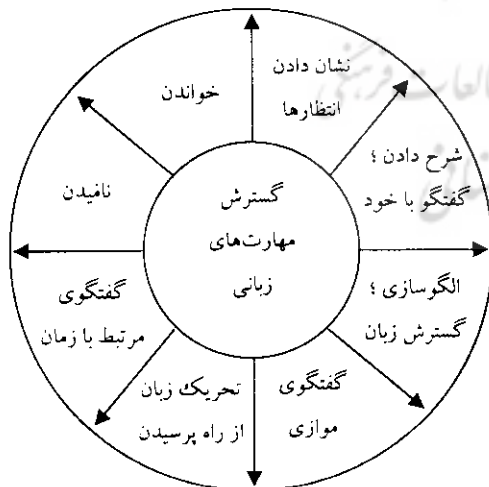 نشان دادن
انتظارها
شرح دادن ؛
گفتگو با خود
الگوسازی ؛
گسترش زبان
گفتگوی
موازی
تحریک زبان
از راه پرسیدن
گفتگوی
مرتبط با زمان
نامیدن
خواندن
گسترش
مهارت‌های
زبانی